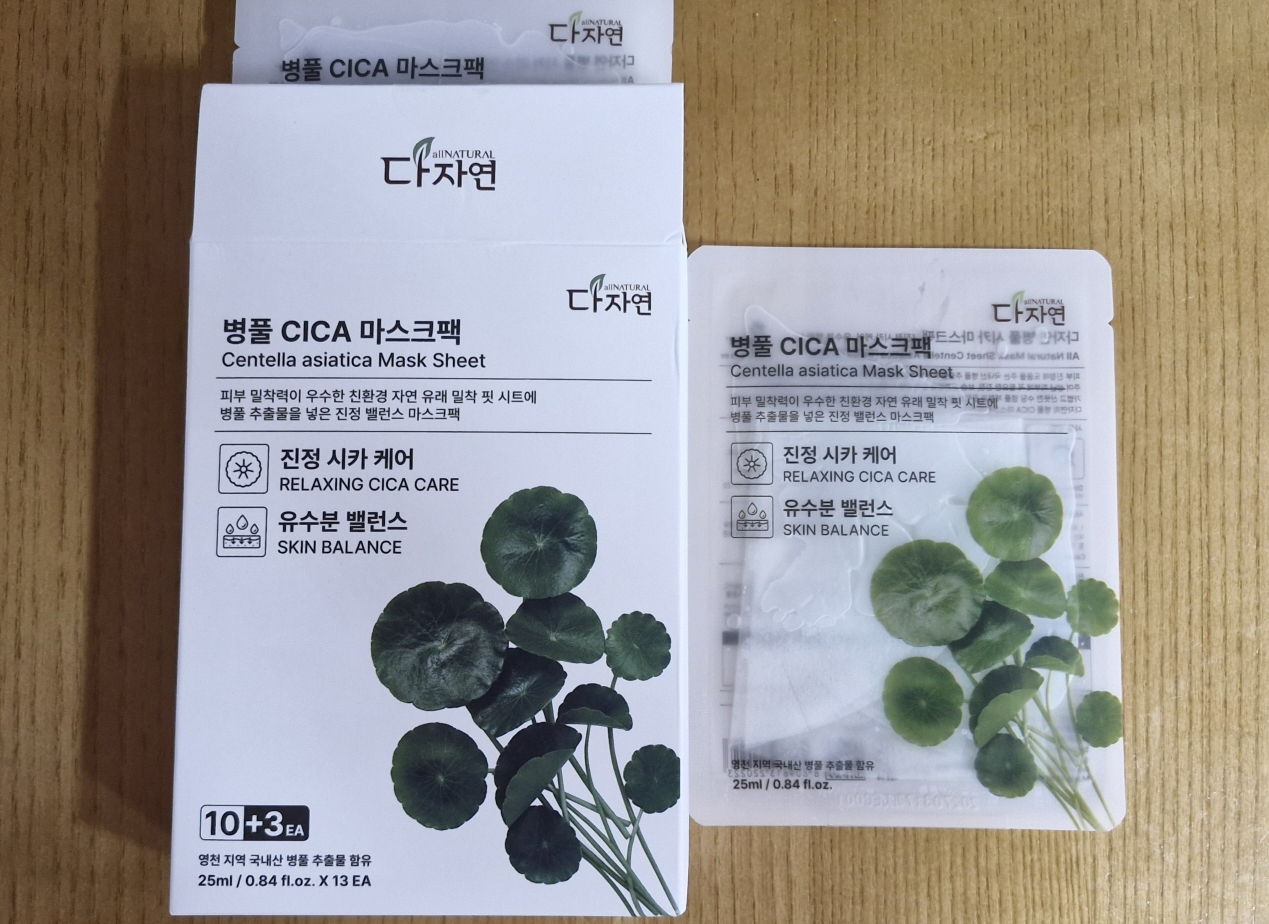 allNATURAL
다자연
병풀 CICA 마스크팩
allNATURAL
다자연
allNATURAL
다자연
병풀 CICA 마스크팩
Centella asiatica Mask Sheet
피부 밀착력이 우수한 친환경 자연 유래 밀착 핏 시트에
병풀 추출물을 넣은 진정 밸런스 마스크팩
진정 시카 케어
RELAXING CICA CARE
유수분 밸런스
SKIN BALANCE
10+3EA
영천 지역 국내산 병풀 추출물 함유
25ml / 0.84 fl.oz. X 13 EA
allNATURAL
다자연
병풀 CICA 마스크팩
Centella asiatica Mask Sheet
피부 밀착력이 우수한 친환경 자연 유래 밀착 핏 시트에
병풀 추출물을 넣은 진정 밸런스 마스크팩
진정 시카 케어
RELAXING CICA CARE
유수분 밸런스
SKIN BALANCE
영천 지역 국내산 병풀 추출물 함유
25ml / 0.84 fl.oz.